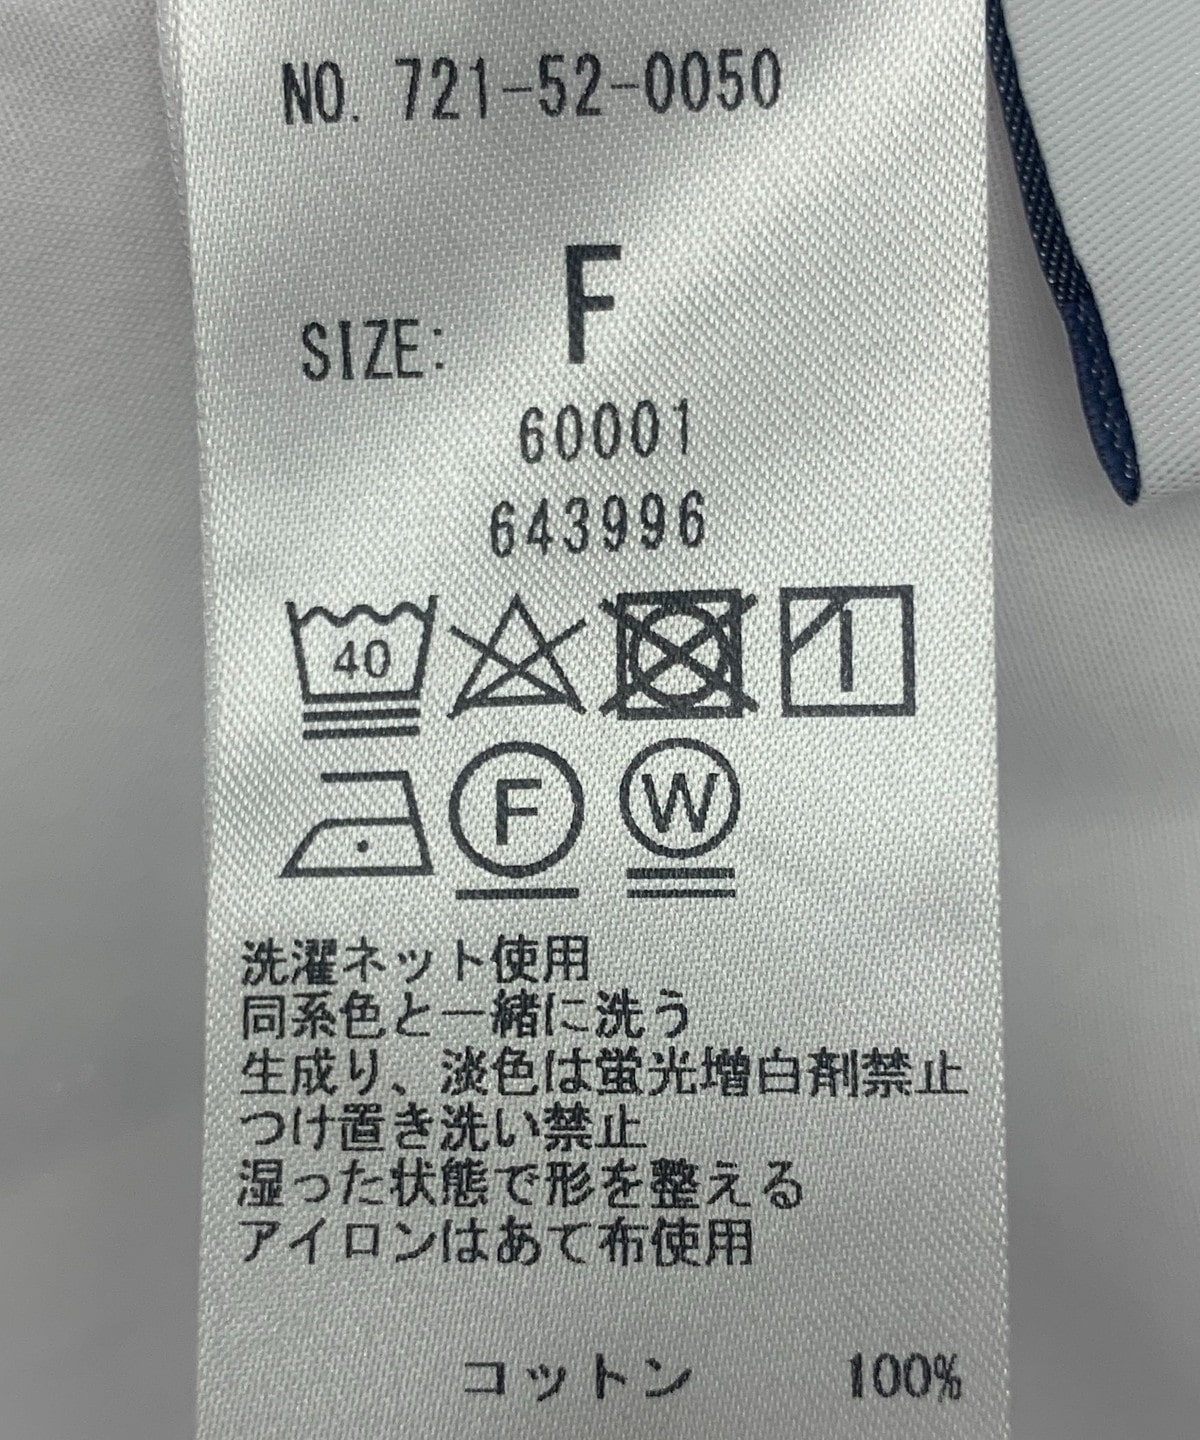 NO. 721-52-0050
SIZE: F
60001
643996
40
F W
洗濯ネット使用
同系色と一緒に洗う
生成り、淡色は蛍光増白剤禁止
つけ置き洗い禁止
湿った状態で形を整える
アイロンはあて布使用
コットン 100%